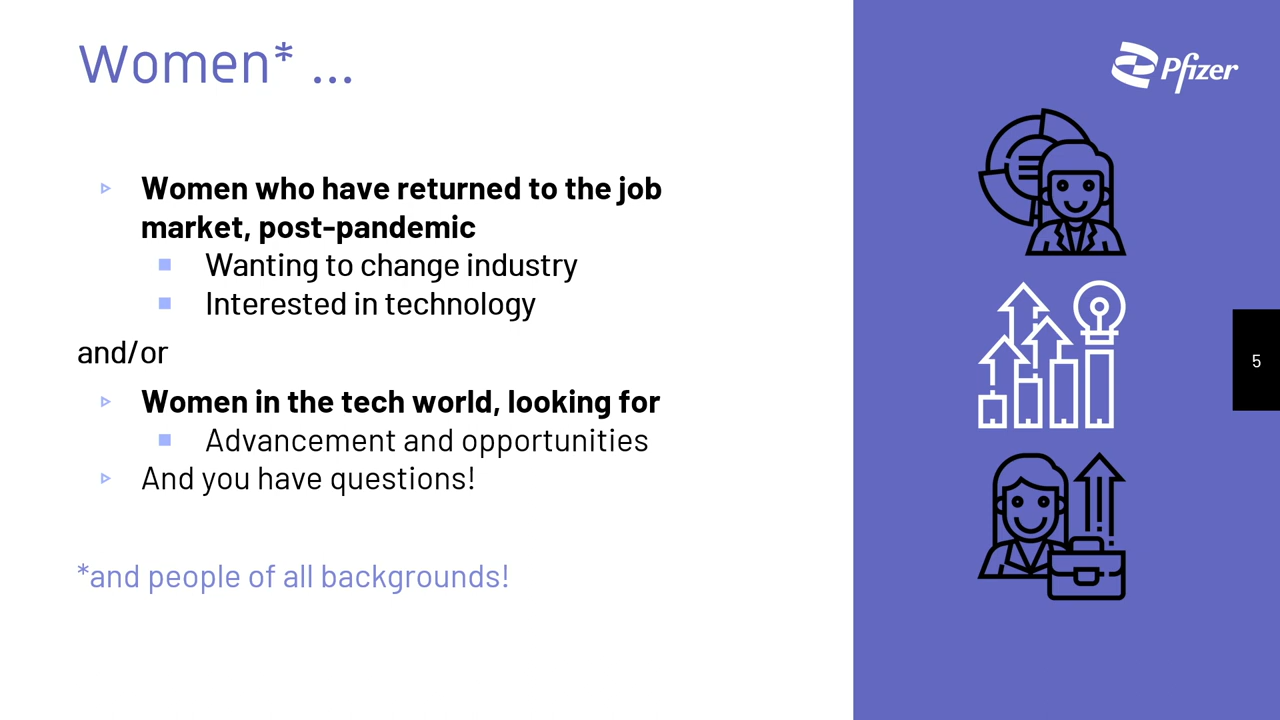 Women* ...
Pfizer
Women who have returned to the job
market, post-pandemic
Wanting to change industry
Interested in technology
and/or
Women in the tech world, looking for
Advancement and opportunities
And you have questions!
*and people of all backgrounds!
5